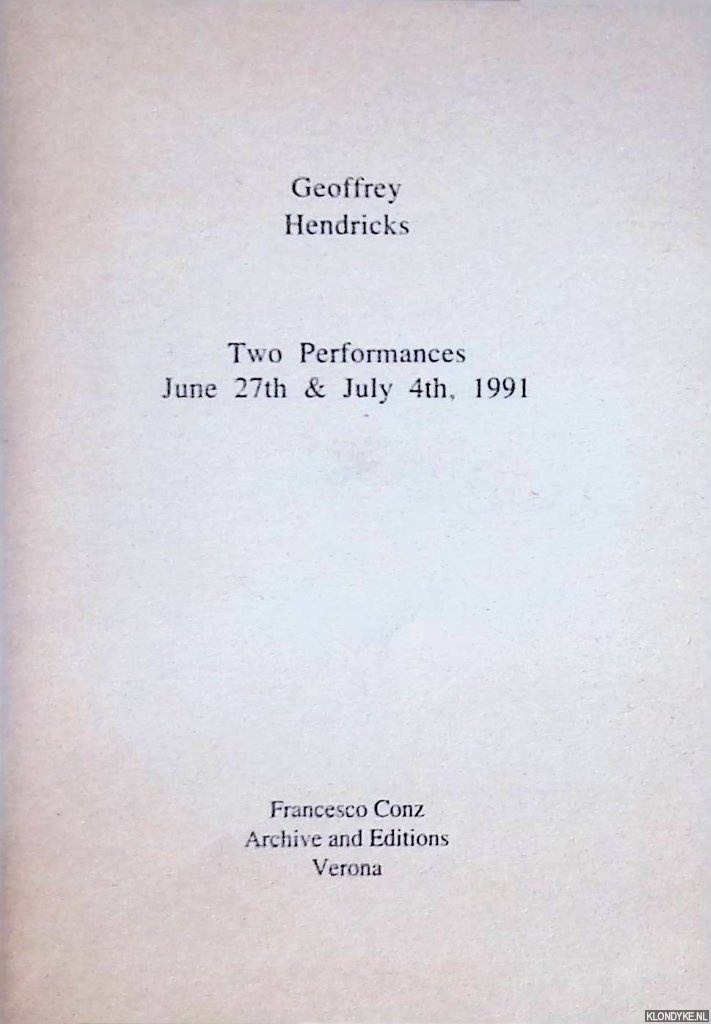 Geoffrey
Hendricks
Two Performances
June 27th & July 4th, 1991
Francesco Conz
Archive and Editions
Verona
KLONDYKE.NL